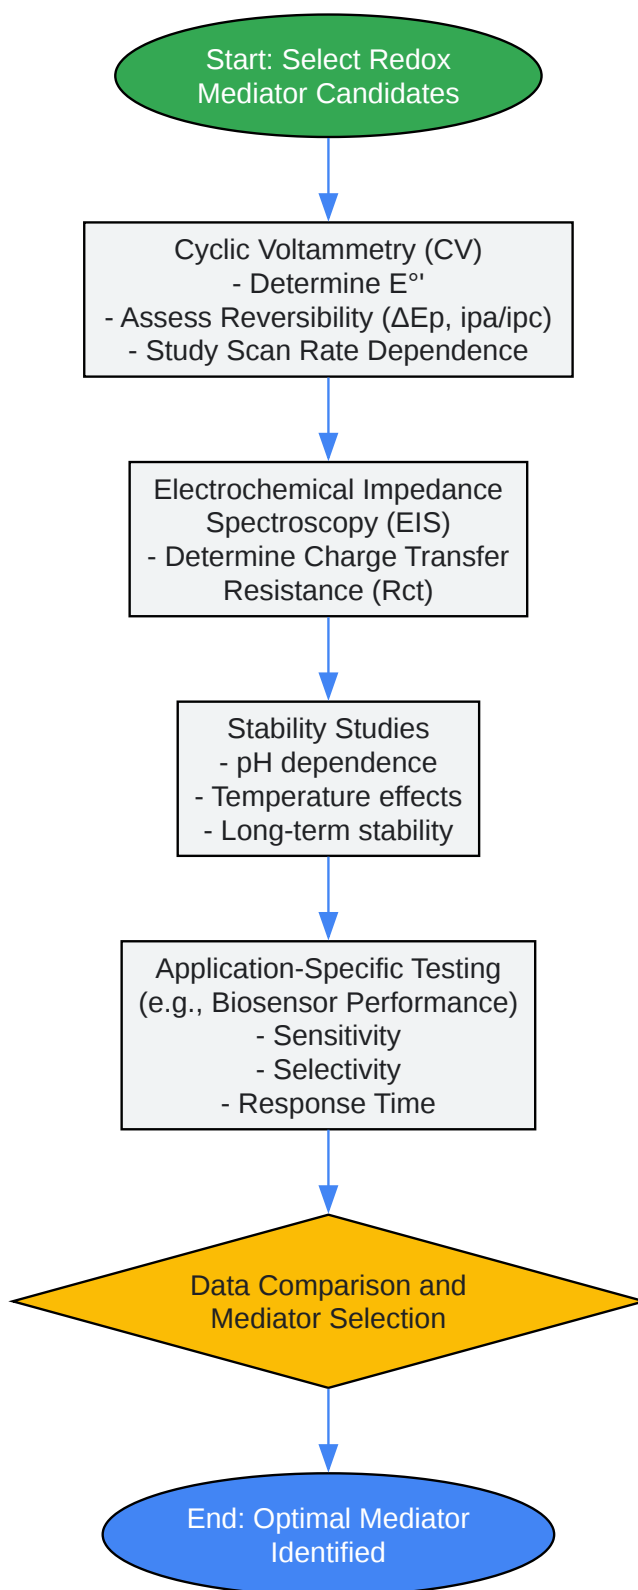 Start: Select Redox
Mediator Candidates
Cyclic Voltammetry (CV)
- Determine E°'
- Assess Reversibility (ΔEp, ipa/ipc)
- Study Scan Rate Dependence
Electrochemical Impedance
Spectroscopy (EIS)
- Determine Charge Transfer
Resistance (Rct)
Stability Studies
- pH dependence
- Temperature effects
- Long-term stability
Application-Specific Testing
(e.g., Biosensor Performance)
- Sensitivity
- Selectivity
- Response Time
Data Comparison and
Mediator Selection
End: Optimal Mediator
Identified